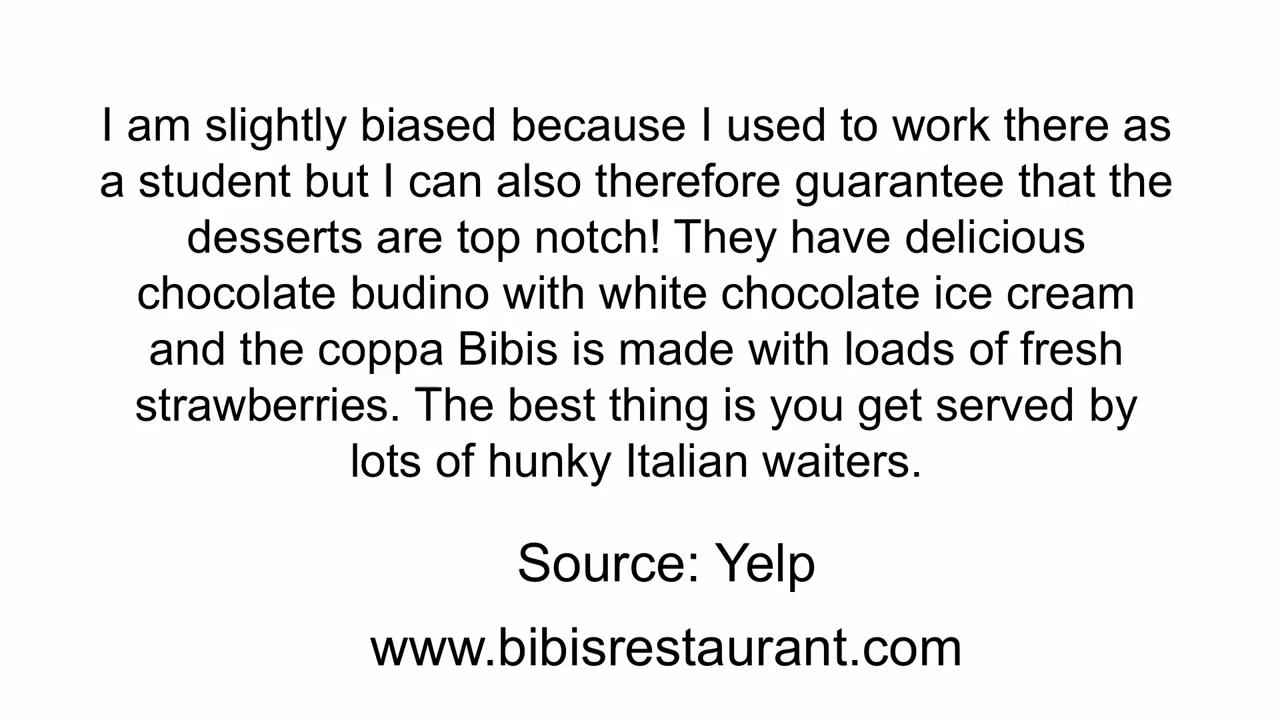 I am slightly biased because I used to work there as
a student but I can also therefore guarantee that the
desserts are top notch! They have delicious
chocolate budino with white chocolate ice cream
and the coppa Bibis is made with loads of fresh
strawberries. The best thing is you get served by
lots of hunky Italian waiters.
Source: Yelp
www.bibisrestaurant.com